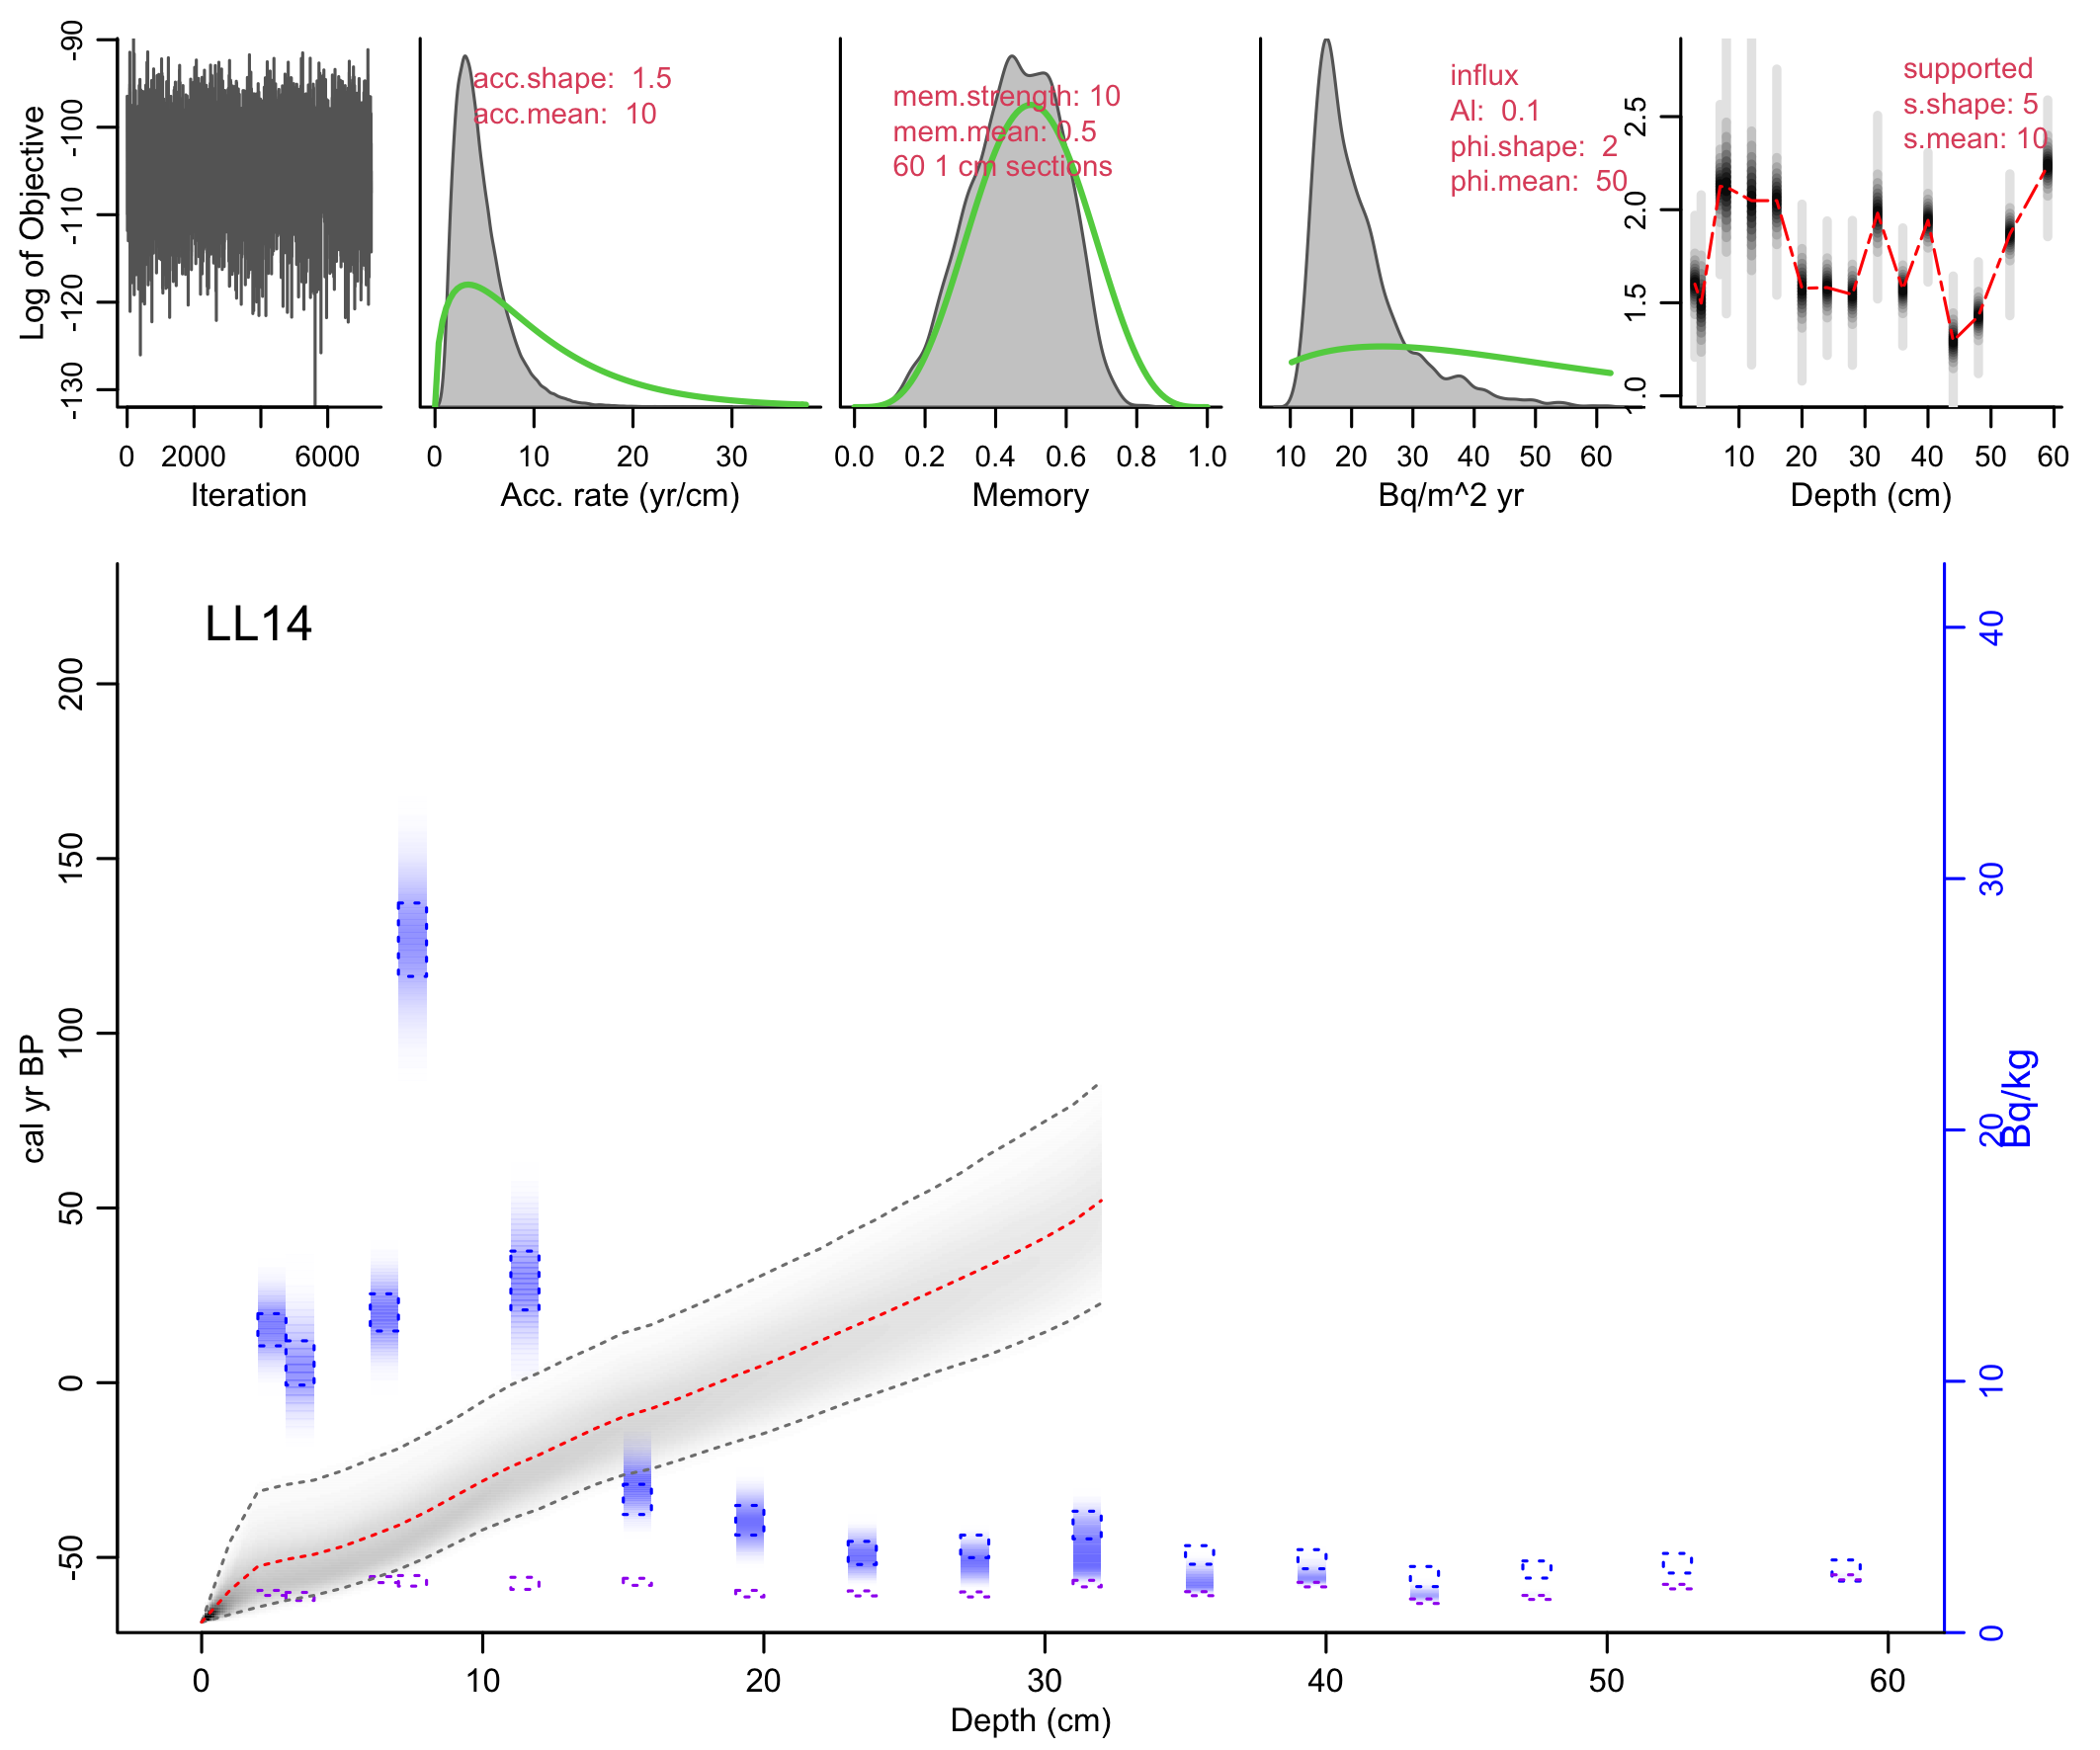 -90
-100
-110
-120
-130
Log of Objective
0 2000 6000
Iteration
acc.shape: 1.5
acc.mean: 10
0 10 20 30
Acc. rate (yr/cm)
mem.strength: 10
mem.mean: 0.5
60 1 cm sections
0.0 0.2 0.4 0.6 0.8 1.0
Memory
influx
Al: 0.1
phi.shape: 2
phi.mean: 50
10 20 30 40 50 60
Bq/m^2 yr
supported
s.shape: 5
s.mean: 10
2.5
2.0
1.5
1.0
10 20 30 40 50 60
Depth (cm)
LL14
200
150
100
50
0
-50
cal yr BP
40
30
20
10
0
Bq/kg
0 10 20 30 40 50 60
Depth (cm)